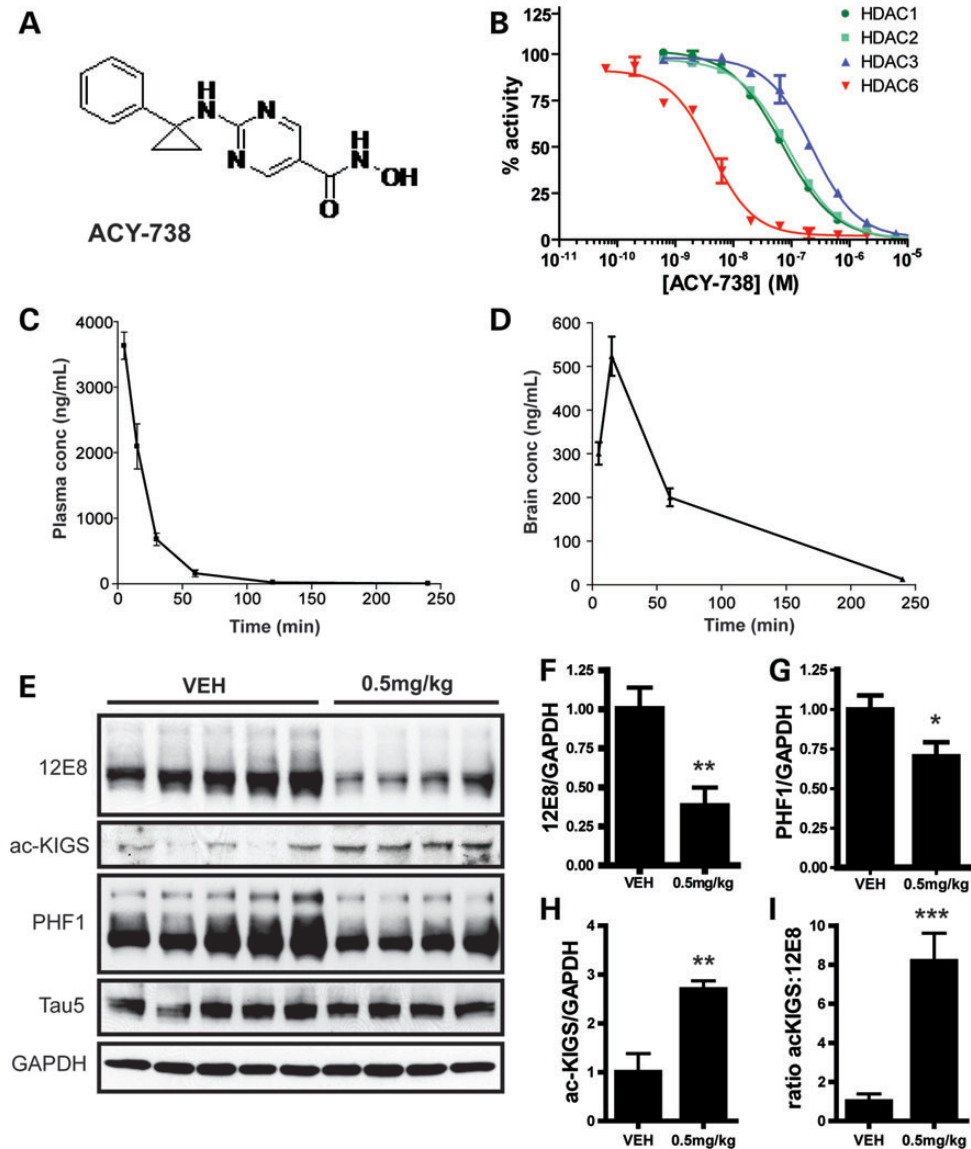 A
H
N
N
N
H
N
OH
O
ACY-738
B
HDAC1
HDAC2
HDAC3
HDAC6
% activity
100
75
50
25
0
10-11
10-10
10-9
10-8
10-7
10-6
10-5
[ACY-738] (M)
C
Plasma conc (ng/mL)
4000
3000
2000
1000
0
0 50 100 150 200 250
Time (min)
D
Brain conc (ng/mL)
600
500
400
300
200
100
0
0 50 100 150 200 250
Time (min)
E
VEH 0.5mg/kg
12E8
ac-KIGS
PHF1
Tau5
GAPDH
F
12E8/GAPDH
1.25
1.00
0.75
0.50
0.25
0.00
**
VEH 0.5mg/kg
G
PHF1/GAPDH
1.25
1.00
0.75
0.50
0.25
0.00
*
VEH 0.5mg/kg
H
ac-KIGS/GAPDH
4
3
2
1
0
**
VEH 0.5mg/kg
I
ratio acKIGS:12E8
10
8
6
4
2
0
***
VEH 0.5mg/kg